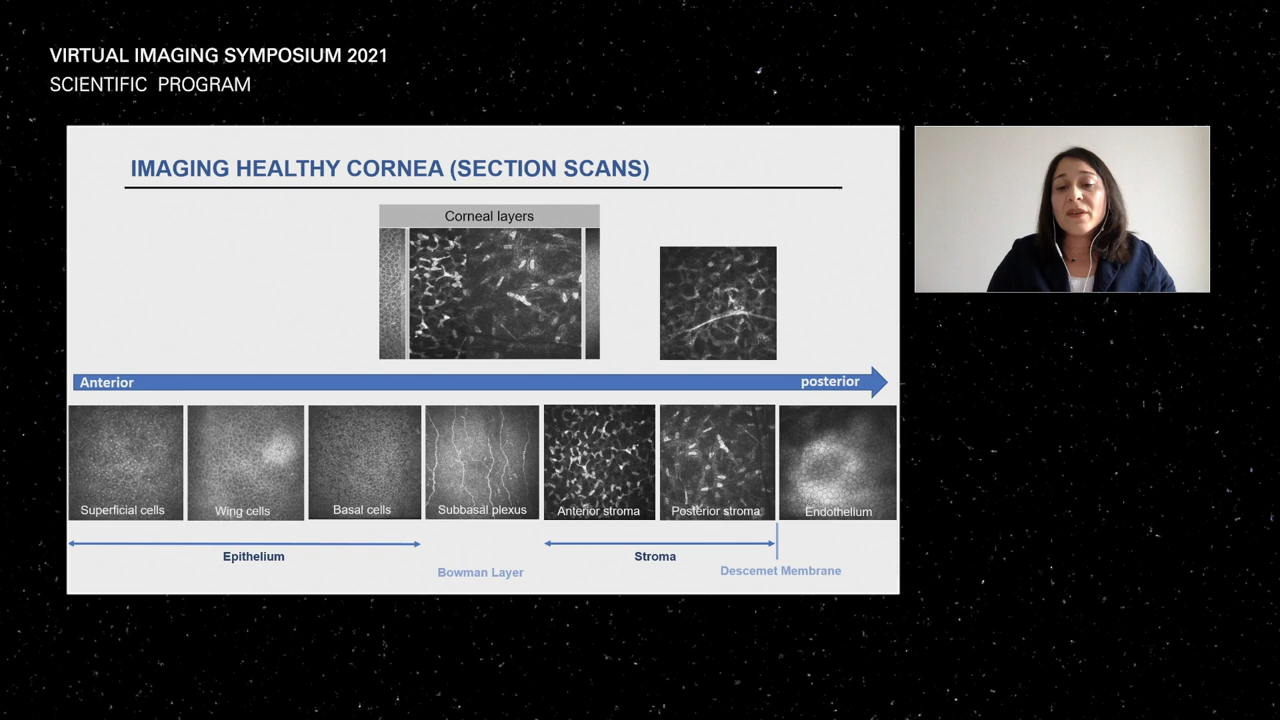 VIRTUAL IMAGING SYMPOSIUM 2021
SCIENTIFIC PROGRAM
IMAGING HEALTHY CORNEA (SECTION SCANS)
Corneal layers
Anterior
posterior
Superficial cells
Wing cells
Basal cells
Subbasal plexus
Anterior stroma
Posterior stroma
Endothelium
Epithelium
Stroma
Bowman Layer
Descemet Membrane